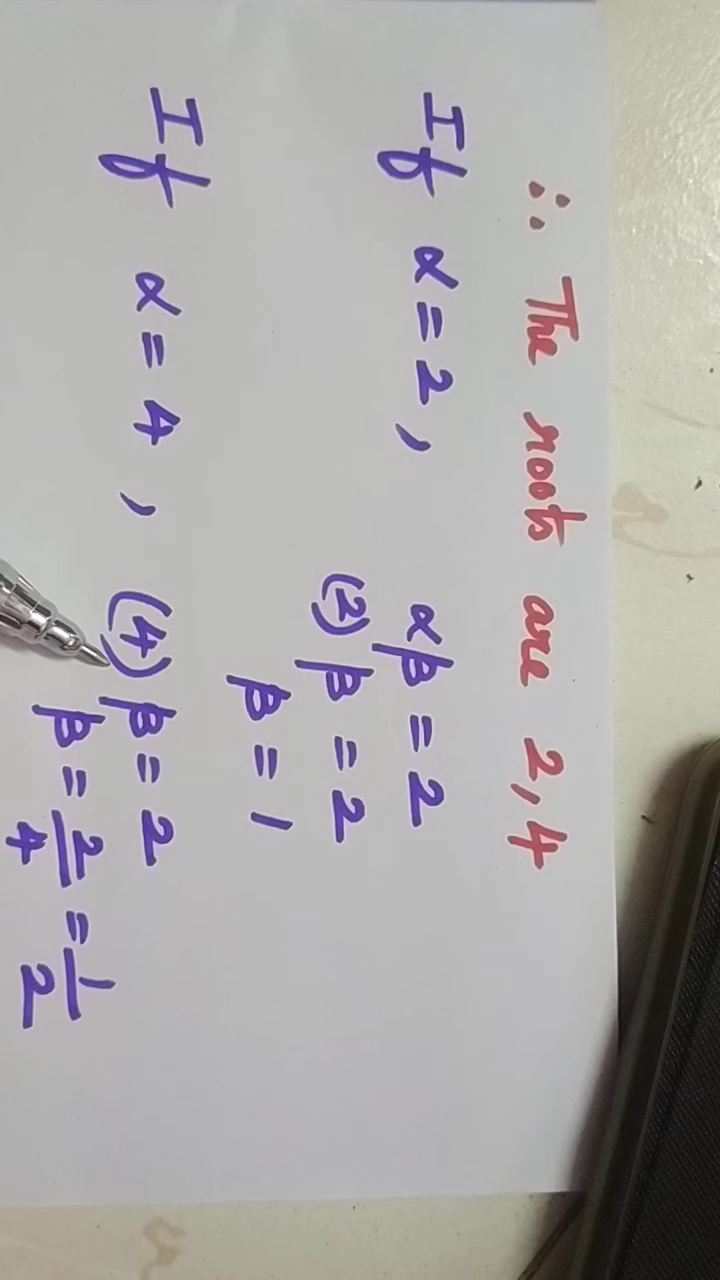 ∴ The roots are 2,4
If α = 2, αβ = 2
(2)β = 2
β = 1
If α = 4, (4)β = 2
β = 2/4 = 1/2